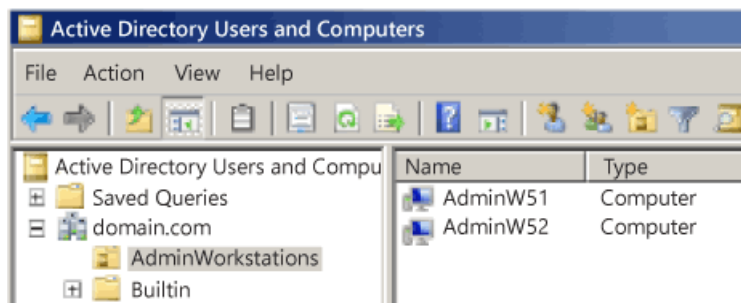 Active Directory Users and Computers
File Action View Help
Active Directory Users and Compu
Saved Queries
domain.com
AdminWorkstations
Builtin
Name Type
AdminW51 Computer
AdminW52 Computer